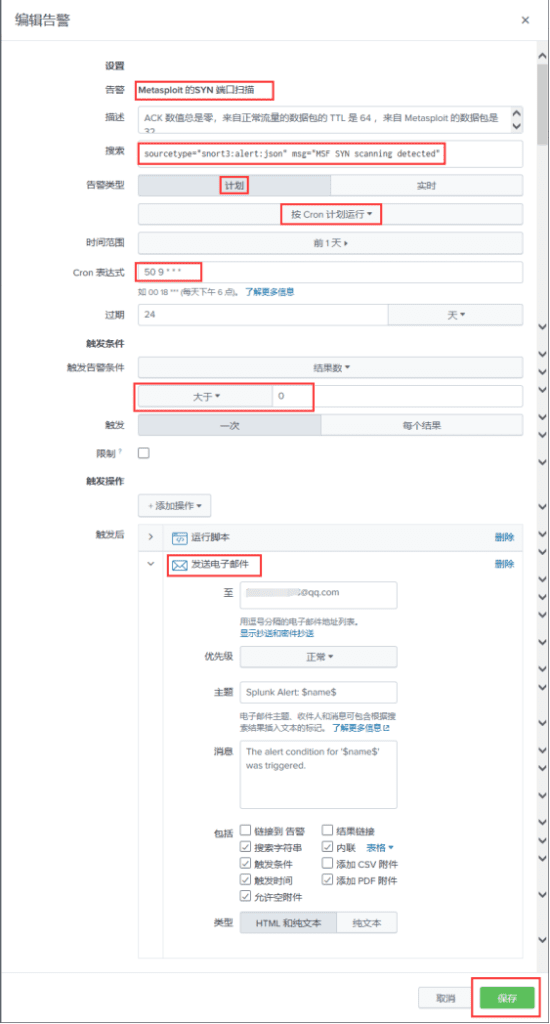 编辑告警
×
设置
告警 Metasploit 的SYN 端口扫描
描述 ACK 数值总是零，来自正常流量的数据包的 TTL 是 64 ，来自 Metasploit 的数据包是
32
搜索 sourcetype="snort3:alert:json" msg="MSF SYN scanning detected"
告警类型 计划 实时
按 Cron 计划运行
时间范围 前 1 天
Cron 表达式 50 9 * * *
如 00 18 *** (每天下午 6 点)。 了解更多信息
过期 24 天
触发条件
触发告警条件 结果数
大于 0
触发 一次 每个结果
限制 ?
触发操作
+ 添加操作
触发后 运行脚本 删除
发送电子邮件 删除
至 @qq.com
用逗号分隔的电子邮件地址列表。
显示抄送和密件抄送
优先级 正常
主题 Splunk Alert: $name$
电子邮件主题、收件人和消息可包含根据搜
索结果插入文本的标记。 了解更多信息
消息 The alert condition for '$name$'
was triggered.
包括 链接到 告警 结果链接
搜索字符串 内联 表格
触发条件 添加 CSV 附件
触发时间 添加 PDF 附件
允许空附件
类型 HTML 和纯文本 纯文本
取消 保存